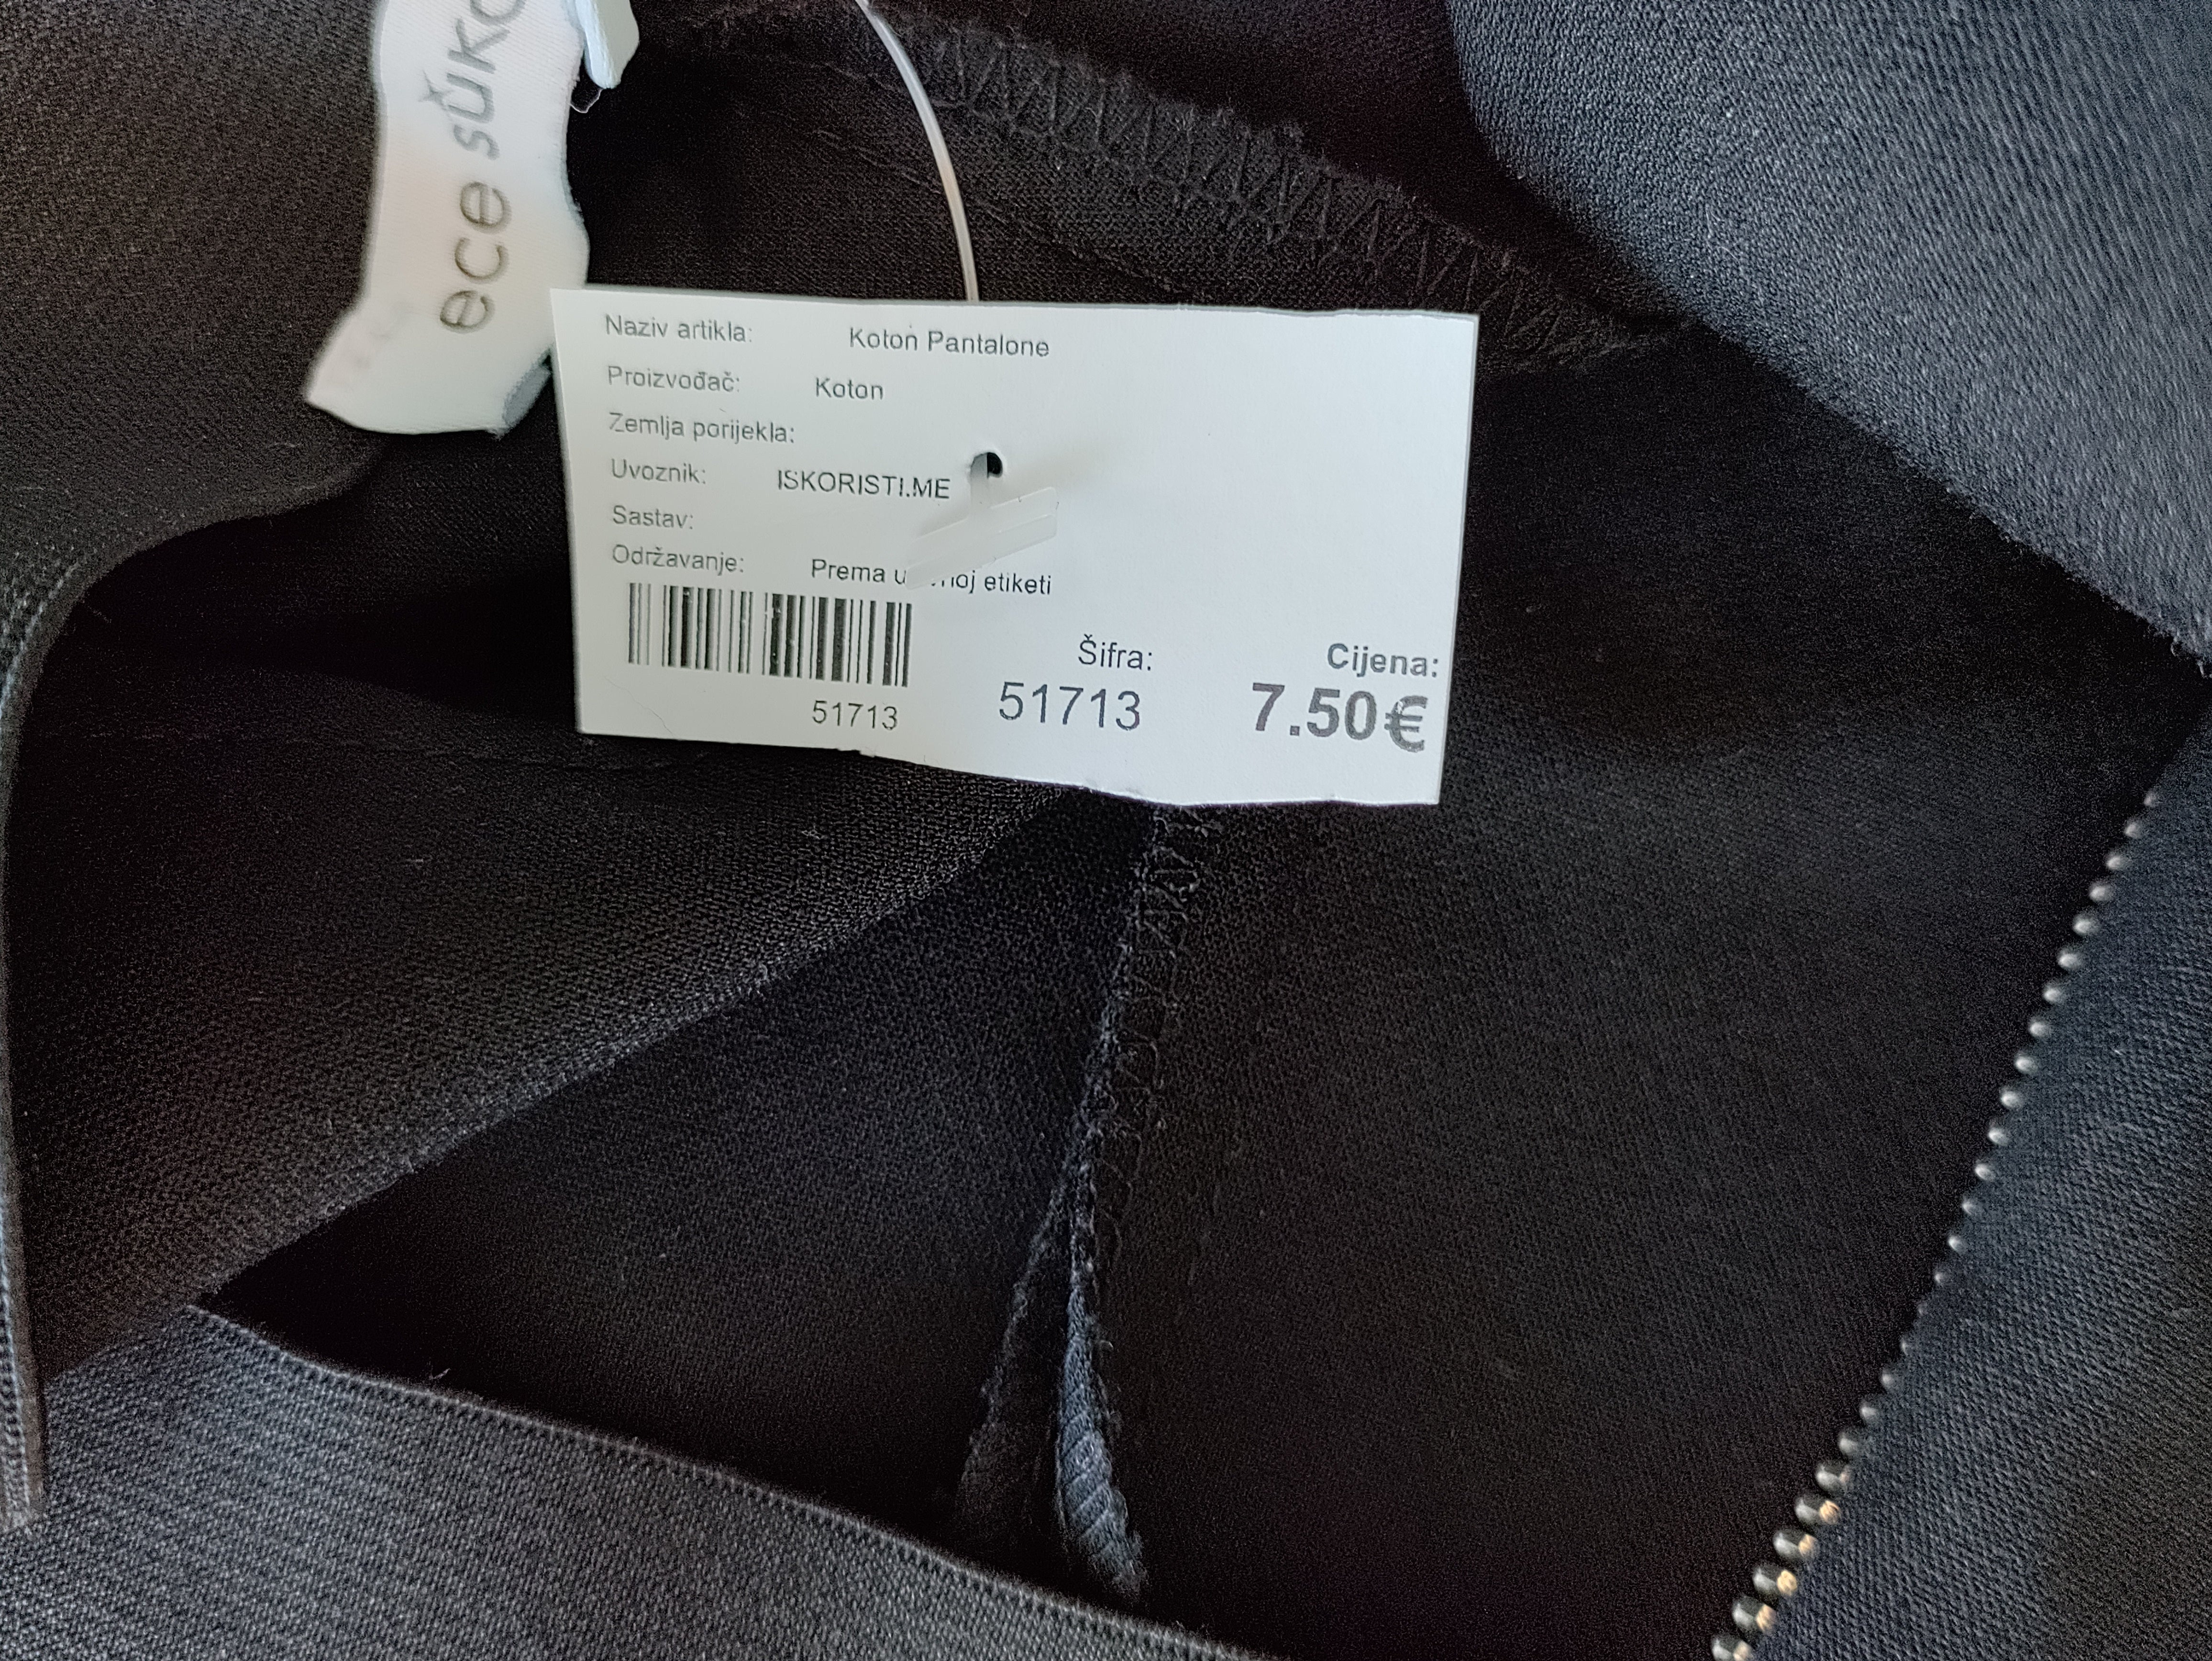 ece
Naziv artikla: Koton Pantalone
Proizvođač: Koton
Zemlja porijekla:
Uvoznik: ISKORISTI.ME
Sastav:
Održavanje: Prema etiketi
51713
Šifra:
51713
Cijena:
7.50€